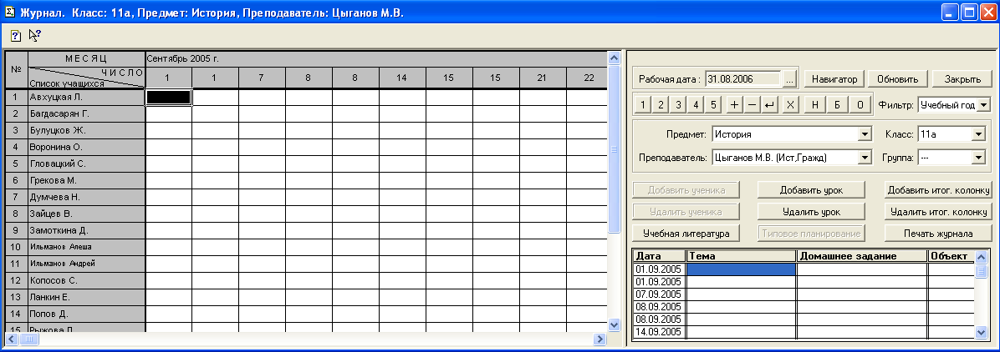 Журнал. Класс: 11а, Предмет: История, Преподаватель: Цыганов М.В.
№ МЕСЯЦ Сентябрь 2005 г.
ЧИСЛО
Список учащихся 1 1 7 8 8 14 15 15 21 22
1 Авхуцкая Л.
2 Багдасарян Г.
3 Булуцков Ж.
4 Воронина О.
5 Гловацкий С.
6 Грекова М.
7 Думчева Н.
8 Зайцев В.
9 Замоткина Д.
10 Ильманов Алеша
11 Ильманов Андрей
12 Копосов С.
13 Ланкин Е.
14 Попов Д.
15 Рыжова Л.
Рабочая дата : 31.08.2006 ... Навигатор Обновить Закрыть
1 2 3 4 5 + – ↵ X Н Б О Фильтр: Учебный год
Предмет: История Класс: 11а
Преподаватель: Цыганов М.В. (Ист,Гражд) Группа: ---
Добавить ученика Добавить урок Добавить итог. колонку
Удалить ученика Удалить урок Удалить итог. колонку
Учебная литература Типовое планирование Печать журнала
Дата Тема Домашнее задание Объект
01.09.2005
01.09.2005
07.09.2005
08.09.2005
08.09.2005
14.09.2005